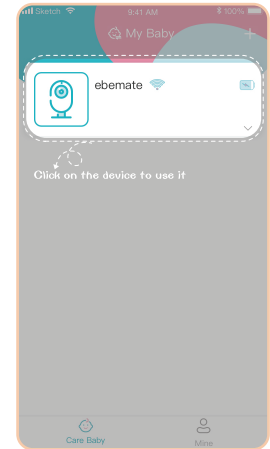 Sketch 9:41 AM 100%
My Baby
ebemate
Click on the device to use it
Care Baby Mine